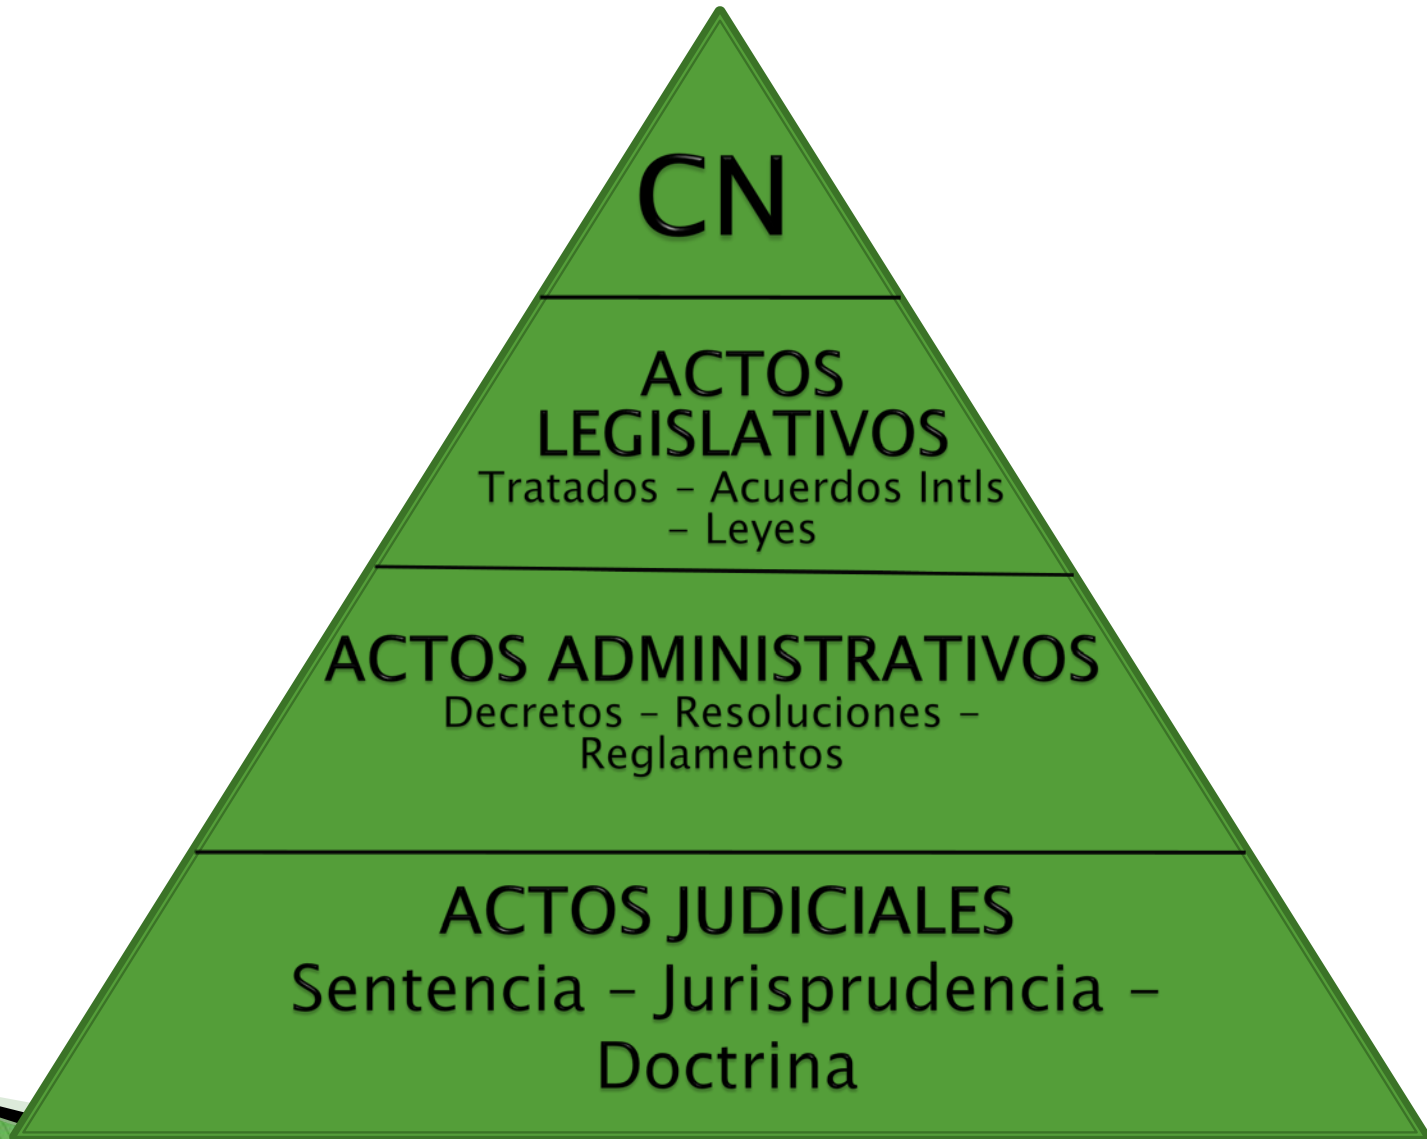 CN
ACTOS
LEGISLATIVOS
Tratados – Acuerdos Intls
– Leyes
ACTOS ADMINISTRATIVOS
Decretos – Resoluciones –
Reglamentos
ACTOS JUDICIALES
Sentencia – Jurisprudencia –
Doctrina